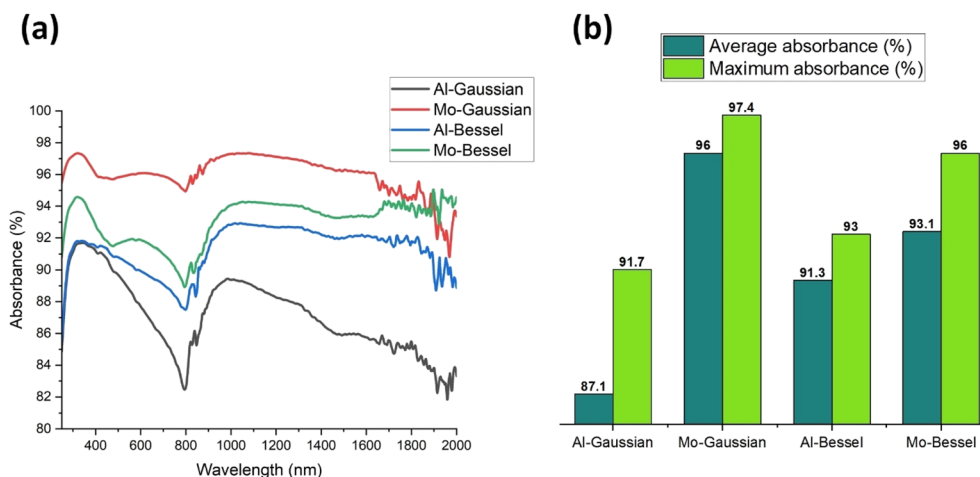 (a)
Al-Gaussian
Mo-Gaussian
Al-Bessel
Mo-Bessel
Absorbance (%)
100
98
96
94
92
90
88
86
84
82
80
400 600 800 1000 1200 1400 1600 1800 2000
Wavelength (nm)
(b)
Average absorbance (%)
Maximum absorbance (%)
87.1 91.7 96 97.4 91.3 93 93.1 96
Al-Gaussian Mo-Gaussian Al-Bessel Mo-Bessel